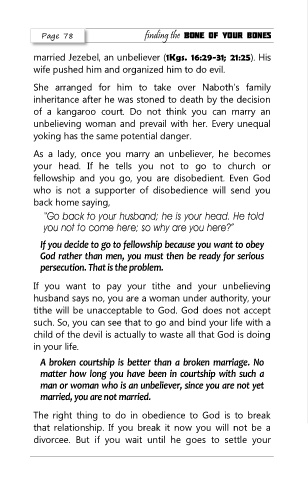 Page 78
finding the BONE OF YOUR BONES
married Jezebel, an unbeliever (1Kgs. 16:29-31; 21:25). His
wife pushed him and organized him to do evil.
She arranged for him to take over Naboth's family
inheritance after he was stoned to death by the decision
of a kangaroo court. Do not think you can marry an
unbelieving woman and prevail with her. Every unequal
yoking has the same potential danger.
As a lady, once you marry an unbeliever, he becomes
your head. If he tells you not to go to church or
fellowship and you go, you are disobedient. Even God
who is not a supporter of disobedience will send you
back home saying,
"Go back to your husband; he is your head. He told
you not to come here; so why are you here?"
If you decide to go to fellowship because you want to obey
God rather than men, you must then be ready for serious
persecution. That is the problem.
If you want to pay your tithe and your unbelieving
husband says no, you are a woman under authority, your
tithe will be unacceptable to God. God does not accept
such. So, you can see that to go and bind your life with a
child of the devil is actually to waste all that God is doing
in your life.
A broken courtship is better than a broken marriage. No
matter how long you have been in courtship with such a
man or woman who is an unbeliever, since you are not yet
married, you are not married.
The right thing to do in obedience to God is to break
that relationship. If you break it now you will not be a
divorcee. But if you wait until he goes to settle your